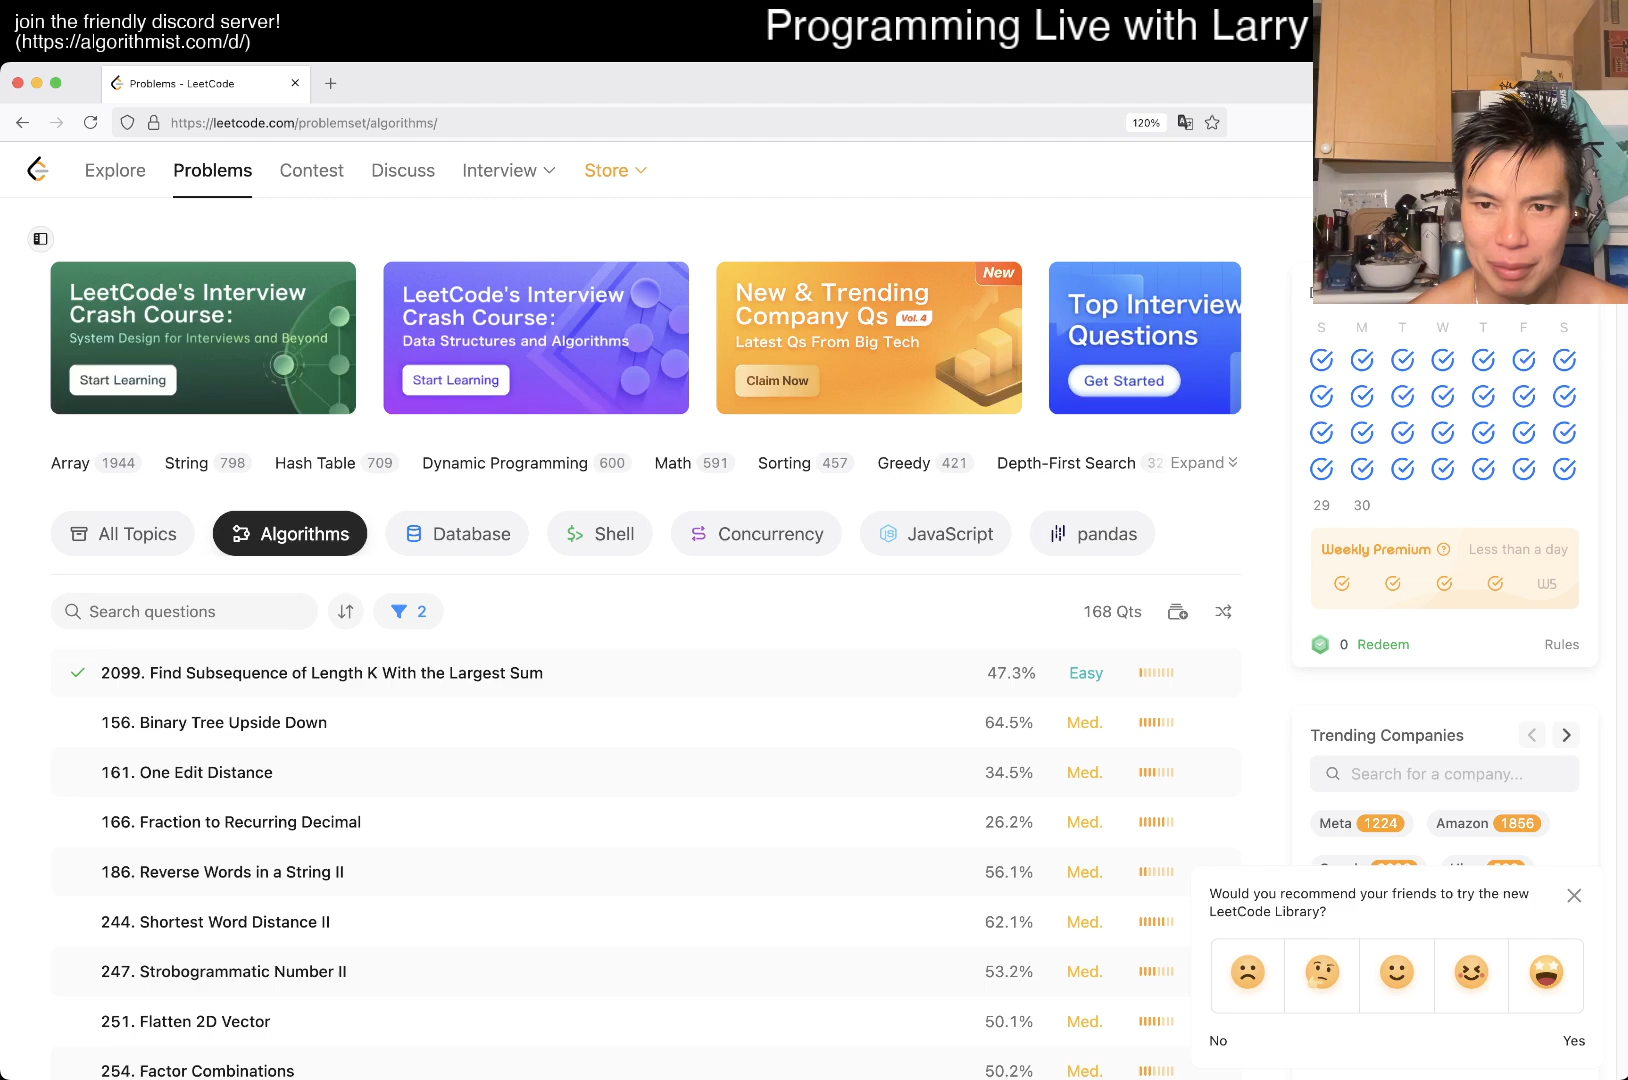 join the friendly discord server!
(https://algorithmist.com/d/)
Programming Live with Larry
Problems - LeetCode
https://leetcode.com/problemset/algorithms/
120%
Explore
Problems
Contest
Discuss
Interview
Store
LeetCode's Interview
Crash Course:
System Design for Interviews and Beyond
Start Learning
LeetCode's Interview
Crash Course:
Data Structures and Algorithms
Start Learning
New
New & Trending
Company Qs Vol. 4
Latest Qs From Big Tech
Claim Now
Top Interview
Questions
Get Started
S M T W T F S
29 30
Weekly Premium Less than a day
W5
0 Redeem Rules
Array 1944 String 798 Hash Table 709 Dynamic Programming 600 Math 591 Sorting 457 Greedy 421 Depth-First Search 32 Expand
All Topics Algorithms Database Shell Concurrency JavaScript pandas
Search questions 2 168 Qts
2099. Find Subsequence of Length K With the Largest Sum 47.3% Easy
156. Binary Tree Upside Down 64.5% Med.
161. One Edit Distance 34.5% Med.
166. Fraction to Recurring Decimal 26.2% Med.
186. Reverse Words in a String II 56.1% Med.
244. Shortest Word Distance II 62.1% Med.
247. Strobogrammatic Number II 53.2% Med.
251. Flatten 2D Vector 50.1% Med.
254. Factor Combinations 50.2% Med.
Trending Companies
Search for a company...
Meta 1224 Amazon 1856
Would you recommend your friends to try the new
LeetCode Library?
No Yes